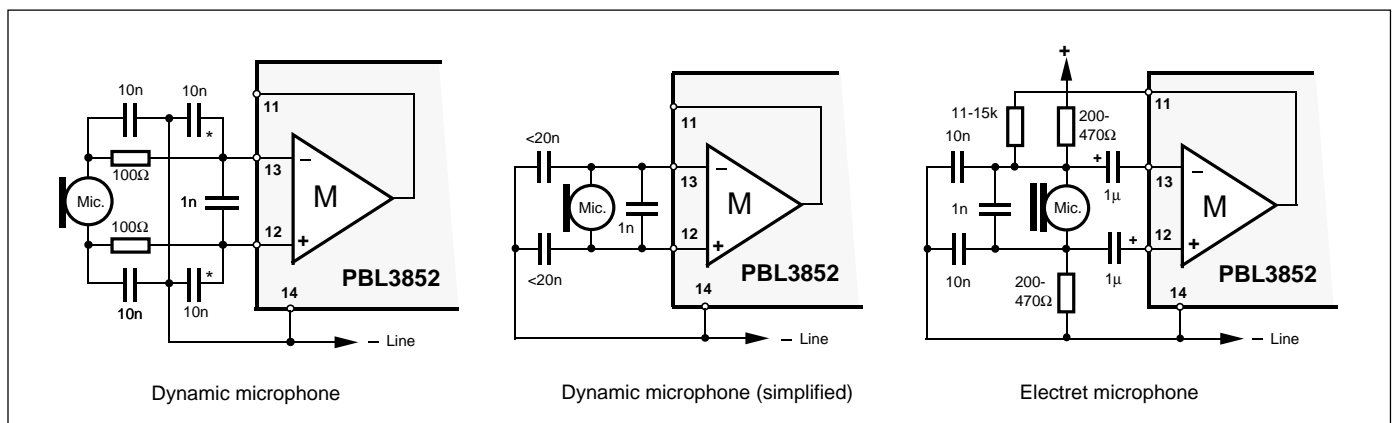 10n
10n
*
11
100Ω
13
Mic.
1n
M
−
100Ω
12
+
*
PBL3852
10n
10n
14
− Line
Dynamic microphone
11
<20n
−
13
Mic.
M
1n
12
+
<20n
PBL3852
14
− Line
Dynamic microphone (simplified)
+
11-15k
200-
470Ω
11
10n
+
−
13
1µ
1n
Mic.
M
12
+
+
10n
1µ
PBL3852
200-
470Ω
14
− Line
Electret microphone